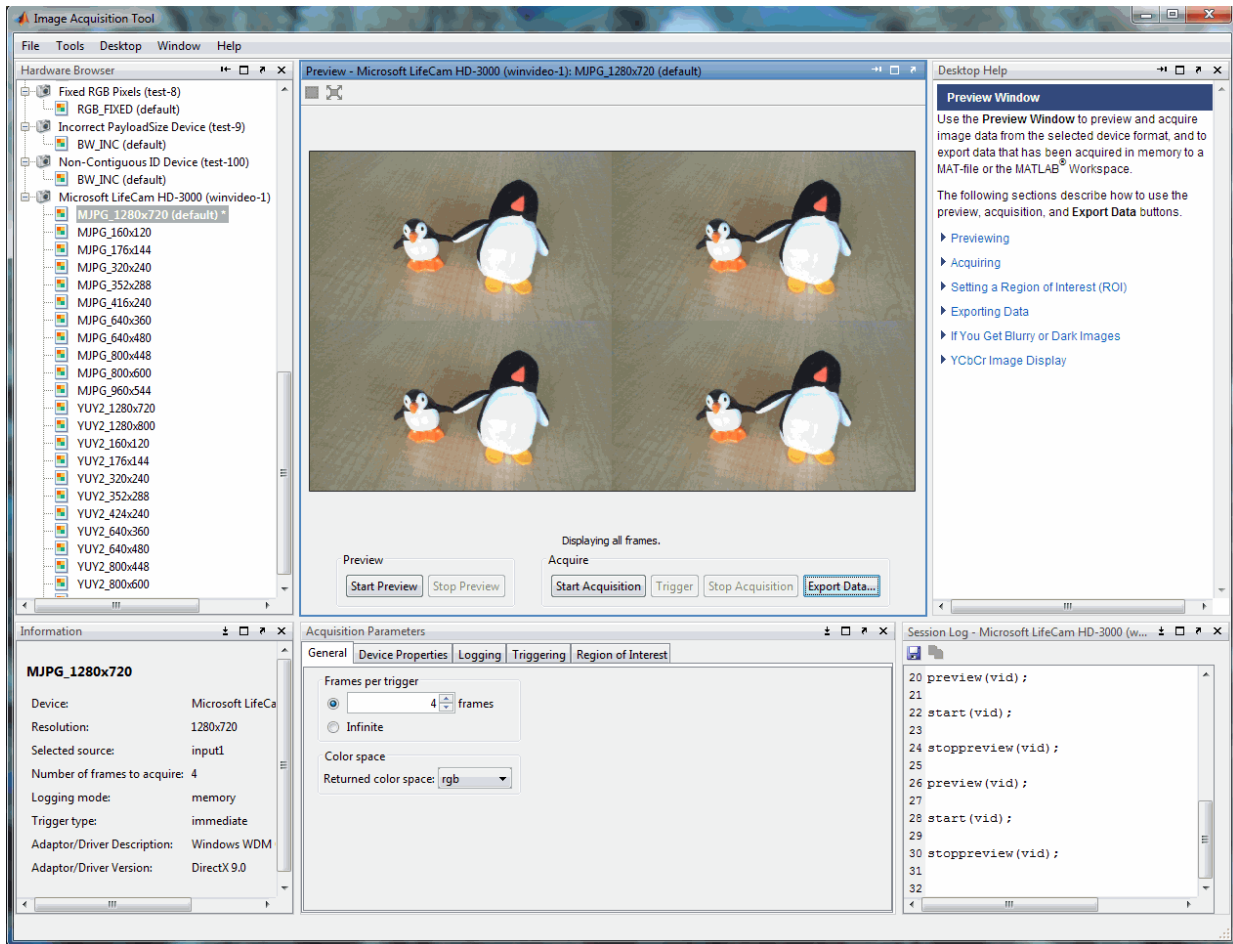 Image Acquisition Tool
File Tools Desktop Window Help
Hardware Browser
Fixed RGB Pixels (test-8)
RGB_FIXED (default)
Incorrect PayloadSize Device (test-9)
BW_INC (default)
Non-Contiguous ID Device (test-100)
BW_INC (default)
Microsoft LifeCam HD-3000 (winvideo-1)
MJPG_1280x720 (default) *
MJPG_160x120
MJPG_176x144
MJPG_320x240
MJPG_352x288
MJPG_416x240
MJPG_640x360
MJPG_640x480
MJPG_800x448
MJPG_800x600
MJPG_960x544
YUY2_1280x720
YUY2_1280x800
YUY2_160x120
YUY2_176x144
YUY2_320x240
YUY2_352x288
YUY2_424x240
YUY2_640x360
YUY2_640x480
YUY2_800x448
YUY2_800x600
Preview - Microsoft LifeCam HD-3000 (winvideo-1): MJPG_1280x720 (default)
Displaying all frames.
Preview
Start Preview Stop Preview
Acquire
Start Acquisition Trigger Stop Acquisition Export Data...
Desktop Help
Preview Window
Use the Preview Window to preview and acquire
image data from the selected device format, and to
export data that has been acquired in memory to a
MAT-file or the MATLAB® Workspace.
The following sections describe how to use the
preview, acquisition, and Export Data buttons.
Previewing
Acquiring
Setting a Region of Interest (ROI)
Exporting Data
If You Get Blurry or Dark Images
YCbCr Image Display
Information
MJPG_1280x720
Device: Microsoft LifeCa
Resolution: 1280x720
Selected source: input1
Number of frames to acquire: 4
Logging mode: memory
Trigger type: immediate
Adaptor/Driver Description: Windows WDM
Adaptor/Driver Version: DirectX 9.0
Acquisition Parameters
General Device Properties Logging Triggering Region of Interest
Frames per trigger
4 frames
Infinite
Color space
Returned color space: rgb
Session Log - Microsoft LifeCam HD-3000 (w...
20 preview(vid);
21
22 start(vid);
23
24 stoppreview(vid);
25
26 preview(vid);
27
28 start(vid);
29
30 stoppreview(vid);
31
32